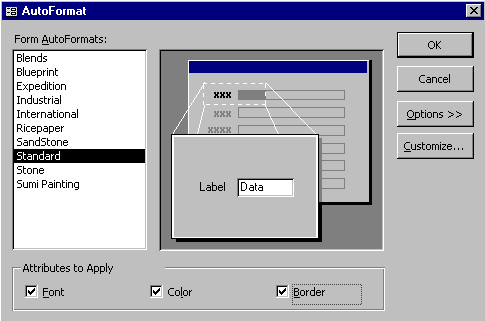 AutoFormat
Form AutoFormats:
Blends
Blueprint
Expedition
Industrial
International
Ricepaper
SandStone
Standard
Stone
Sumi Painting
xxx
xxx
xxxx
Label Data
OK
Cancel
Options >>
Customize...
Attributes to Apply
Font Color Border